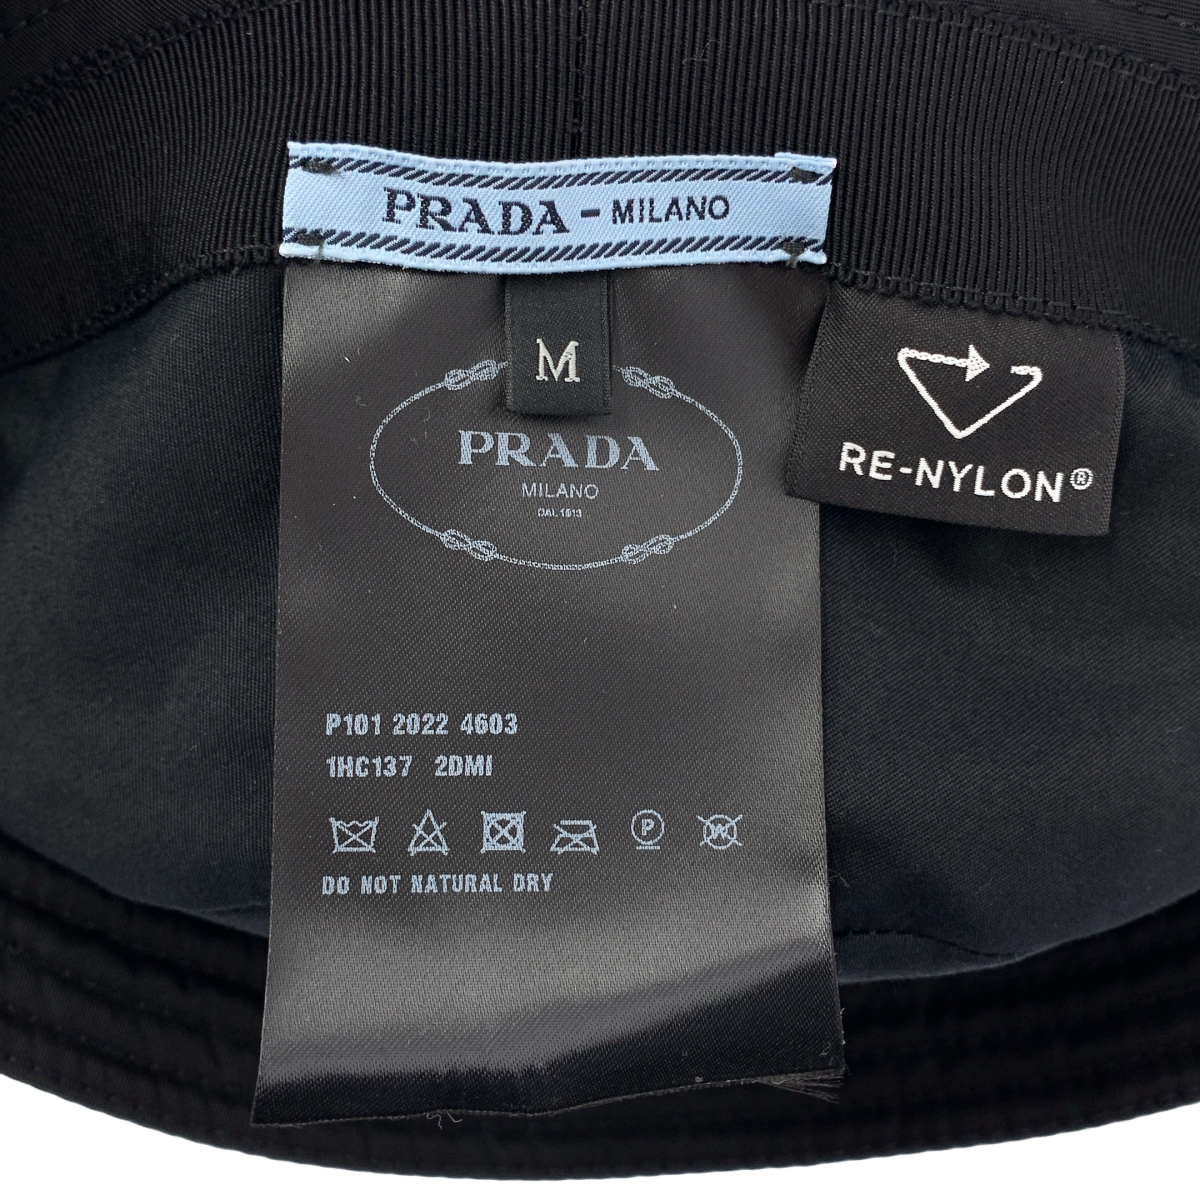 PRADA - MILANO
M
PRADA
MILANO
DAL 1913
RE-NYLON®
P101 2022 4603
1HC137 2DMI
P
W
DO NOT NATURAL DRY